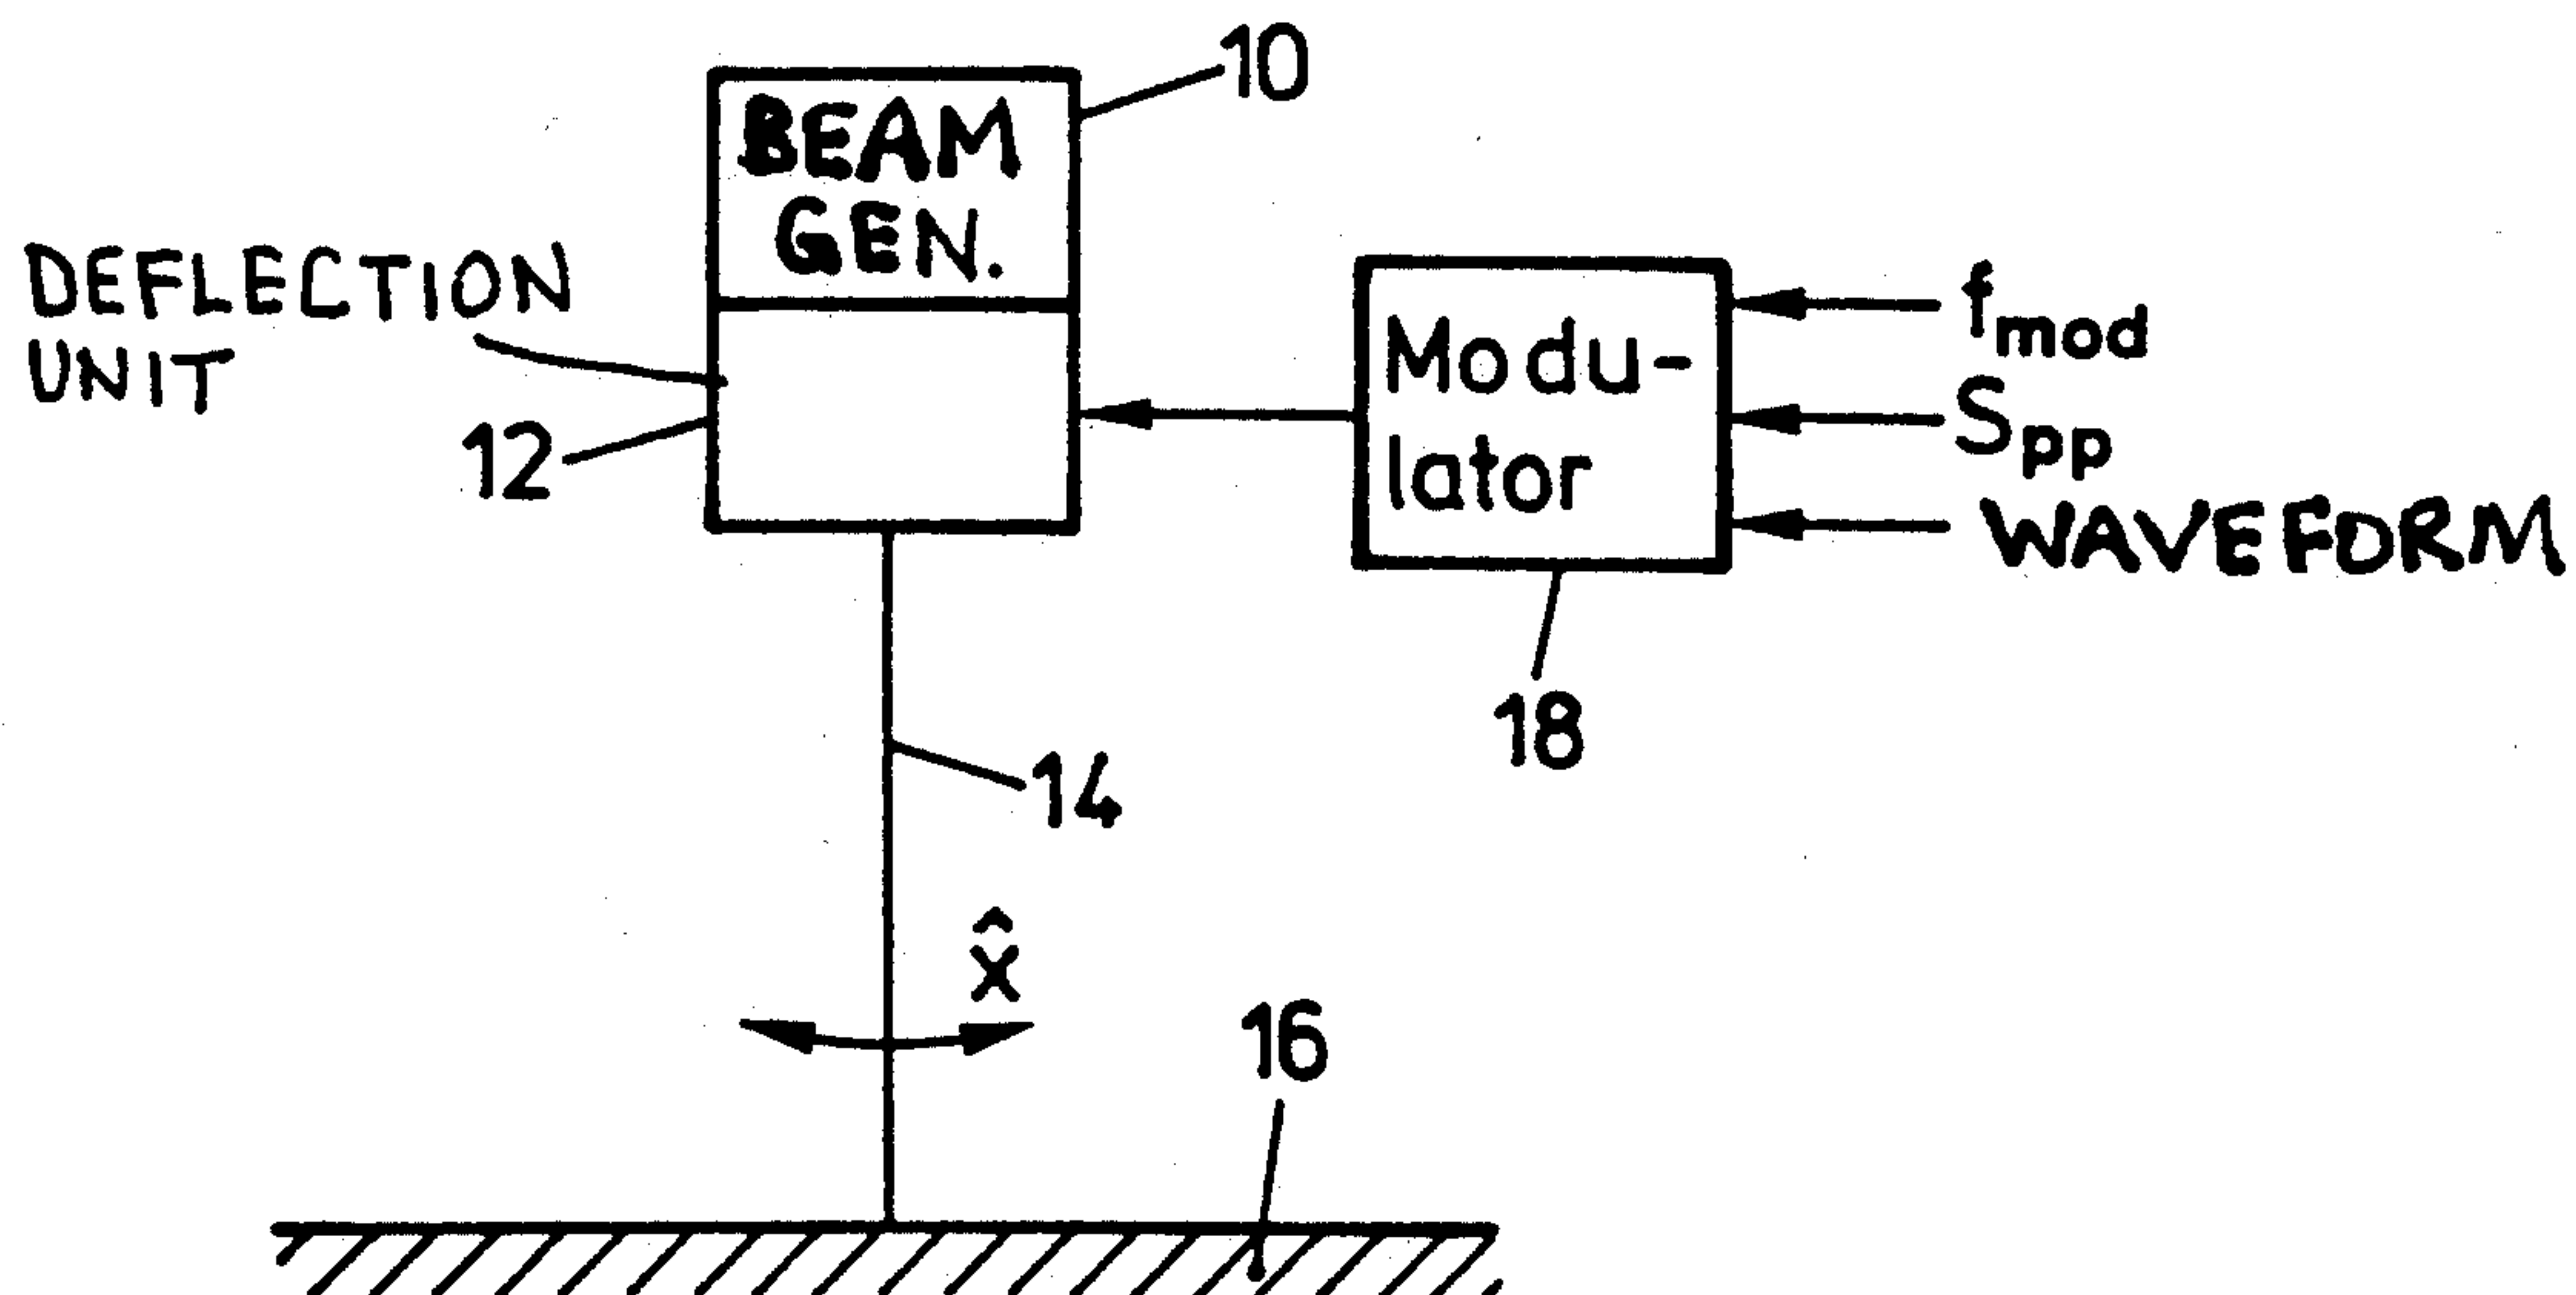 10
BEAM
GEN.
DEFLECTION
UNIT
12
Modu-
lator
f_mod
S_pp
WAVEFORM
18
14
x̂
16